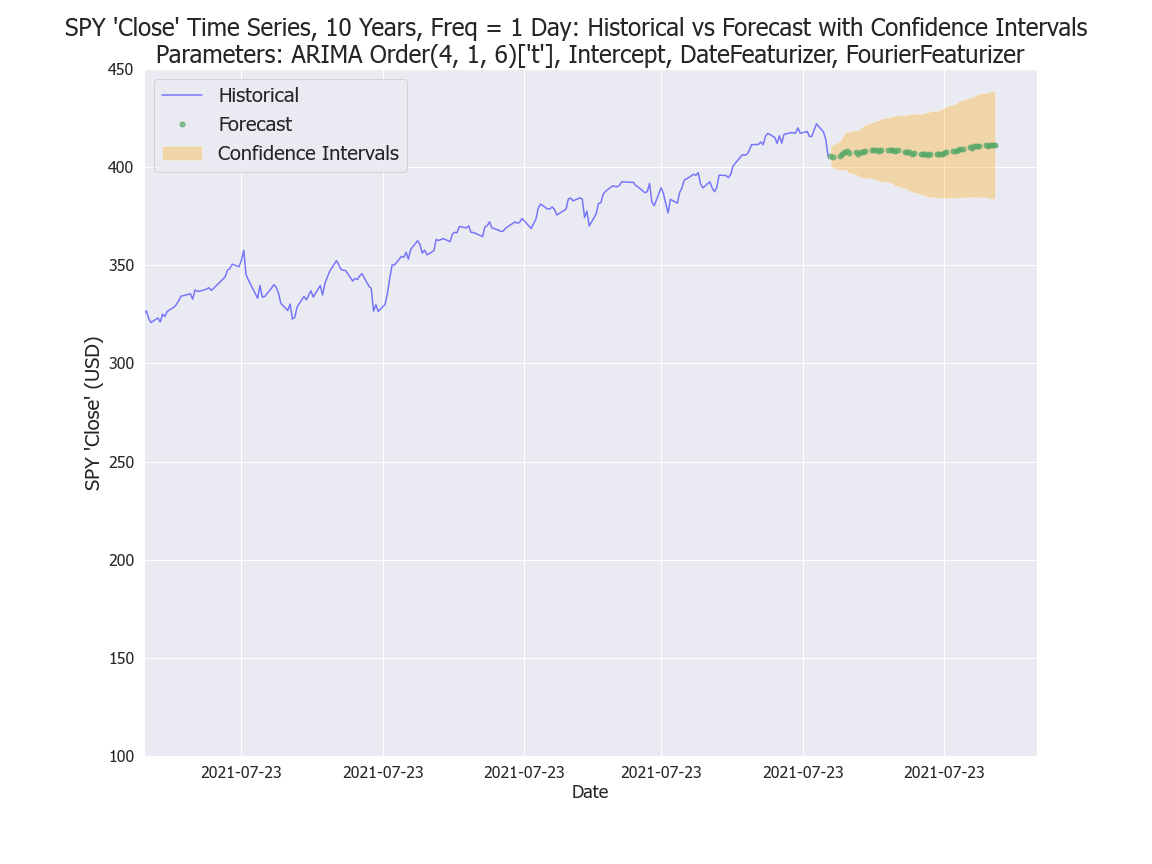 SPY 'Close' Time Series, 10 Years, Freq = 1 Day: Historical vs Forecast with Confidence Intervals
Parameters: ARIMA Order(4, 1, 6)['t'], Intercept, DateFeaturizer, FourierFeaturizer
Historical
Forecast
Confidence Intervals
SPY 'Close' (USD)
450
400
350
300
250
200
150
100
2021-07-23 2021-07-23 2021-07-23 2021-07-23 2021-07-23 2021-07-23
Date